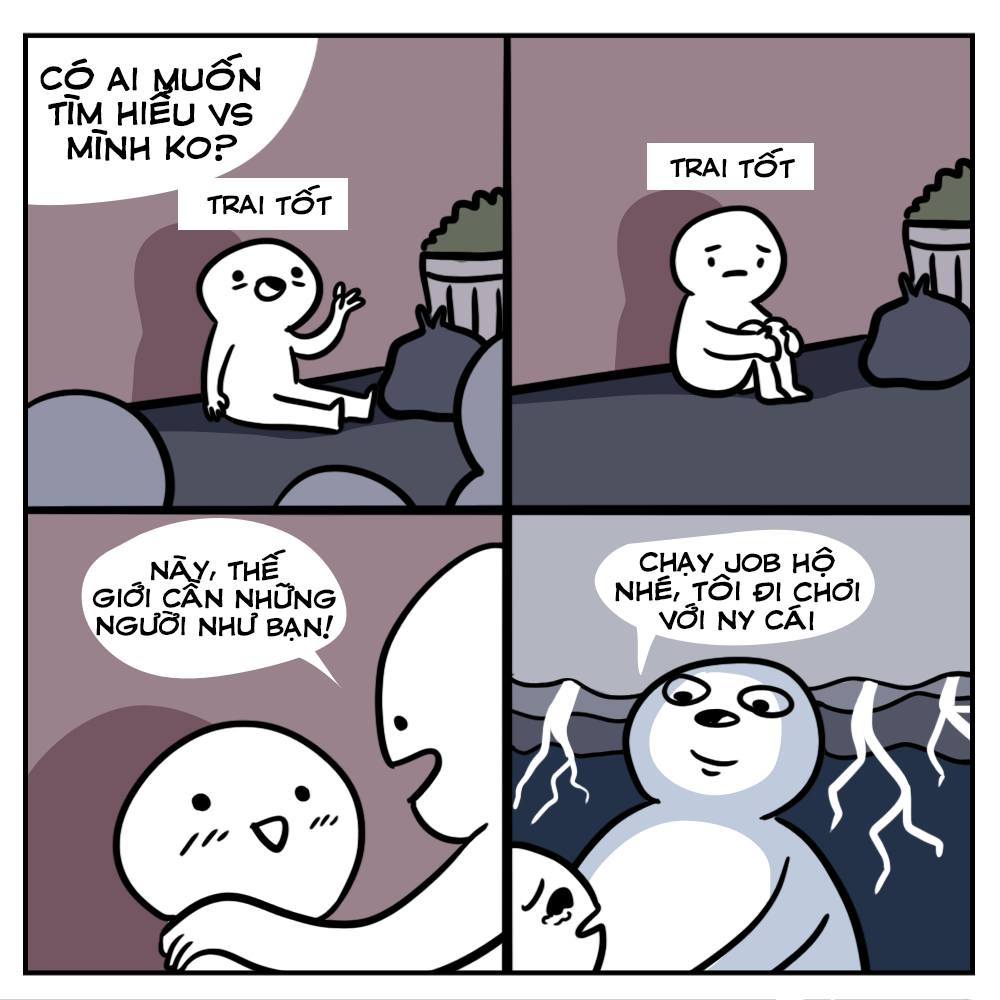 CÓ AI MUỐN
TÌM HIỂU VS
MÌNH KO?
TRAI TỐT
TRAI TỐT
NÀY, THẾ
GIỚI CẦN NHỮNG
NGƯỜI NHƯ BẠN!
CHẠY JOB HỘ
NHÉ, TÔI ĐI CHƠI
VỚI NY CÁI